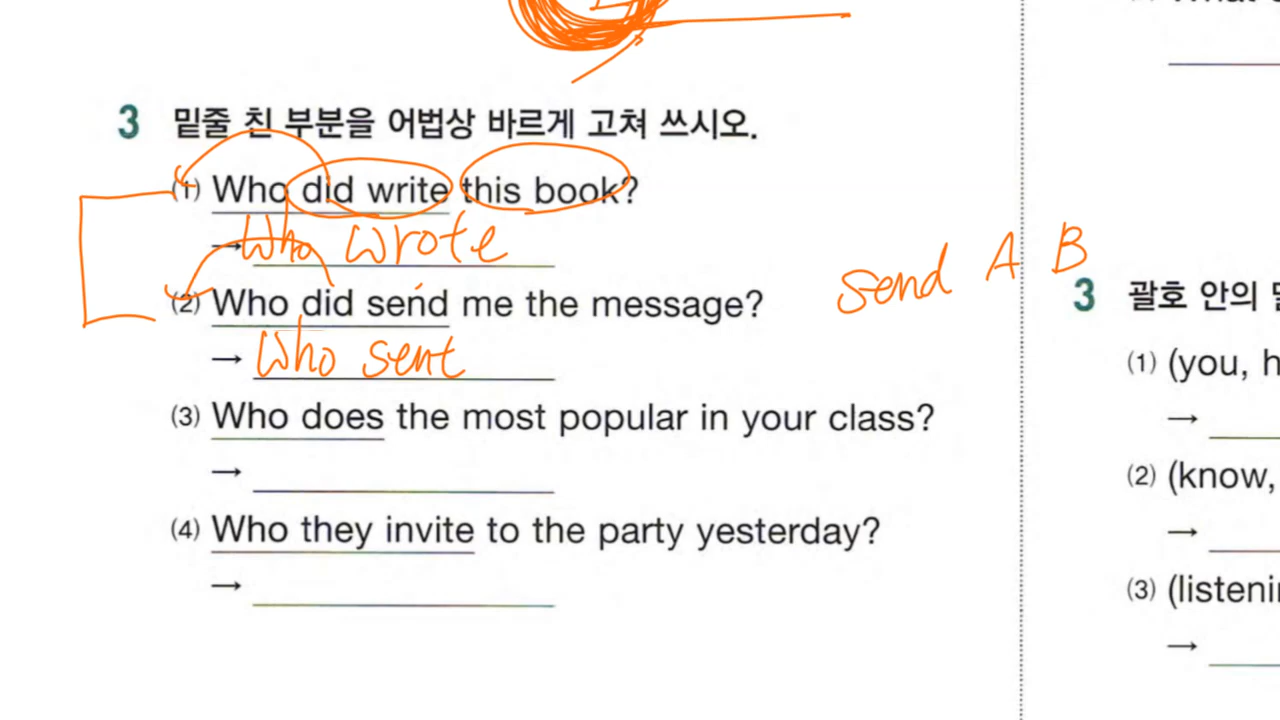 3 밑줄 친 부분을 어법상 바르게 고쳐 쓰시오.
(1) Who did write this book?
→ Who wrote
(2) Who did send me the message?
→ Who sent
(3) Who does the most popular in your class?
→
(4) Who they invite to the party yesterday?
→
send A B
3 괄호 안의
(1) (you,
→
(2) (know,
→
(3)
→